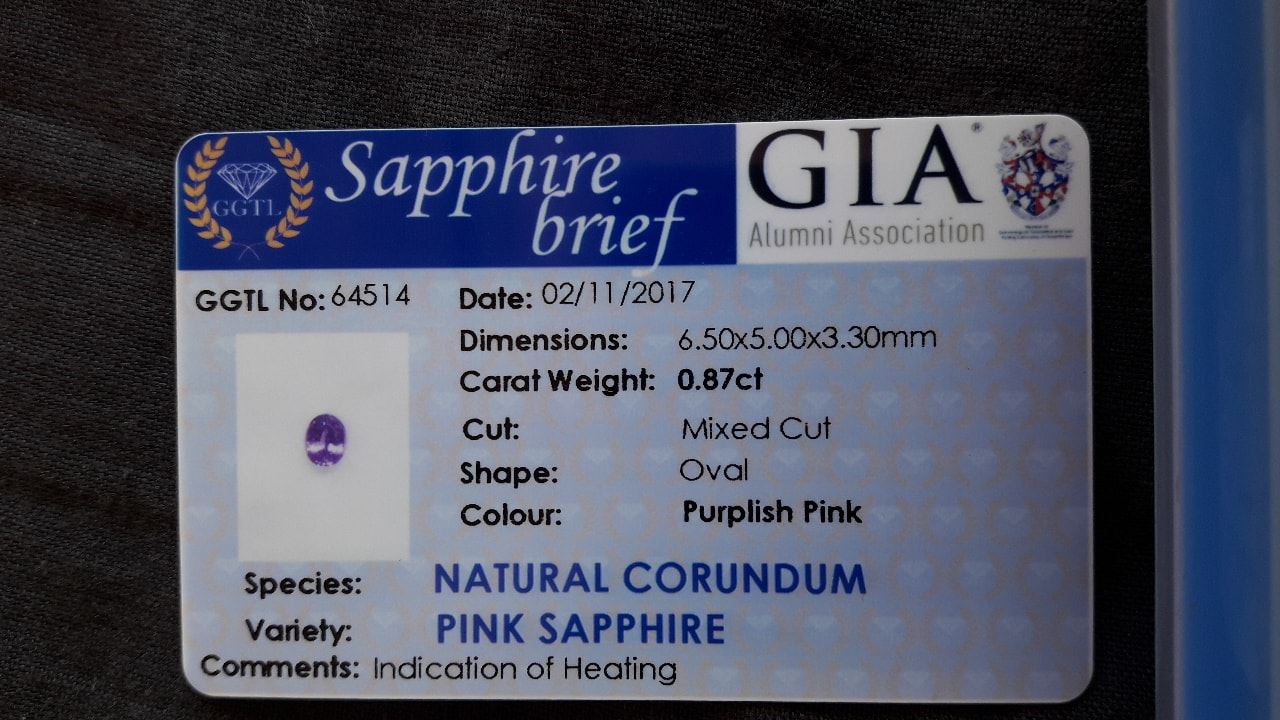 GGTL
Sapphire
brief
GIA®
Alumni Association
GGTL No: 64514 Date: 02/11/2017
Dimensions: 6.50x5.00x3.30mm
Carat Weight: 0.87ct
Cut: Mixed Cut
Shape: Oval
Colour: Purplish Pink
Species: NATURAL CORUNDUM
Variety: PINK SAPPHIRE
Comments: Indication of Heating